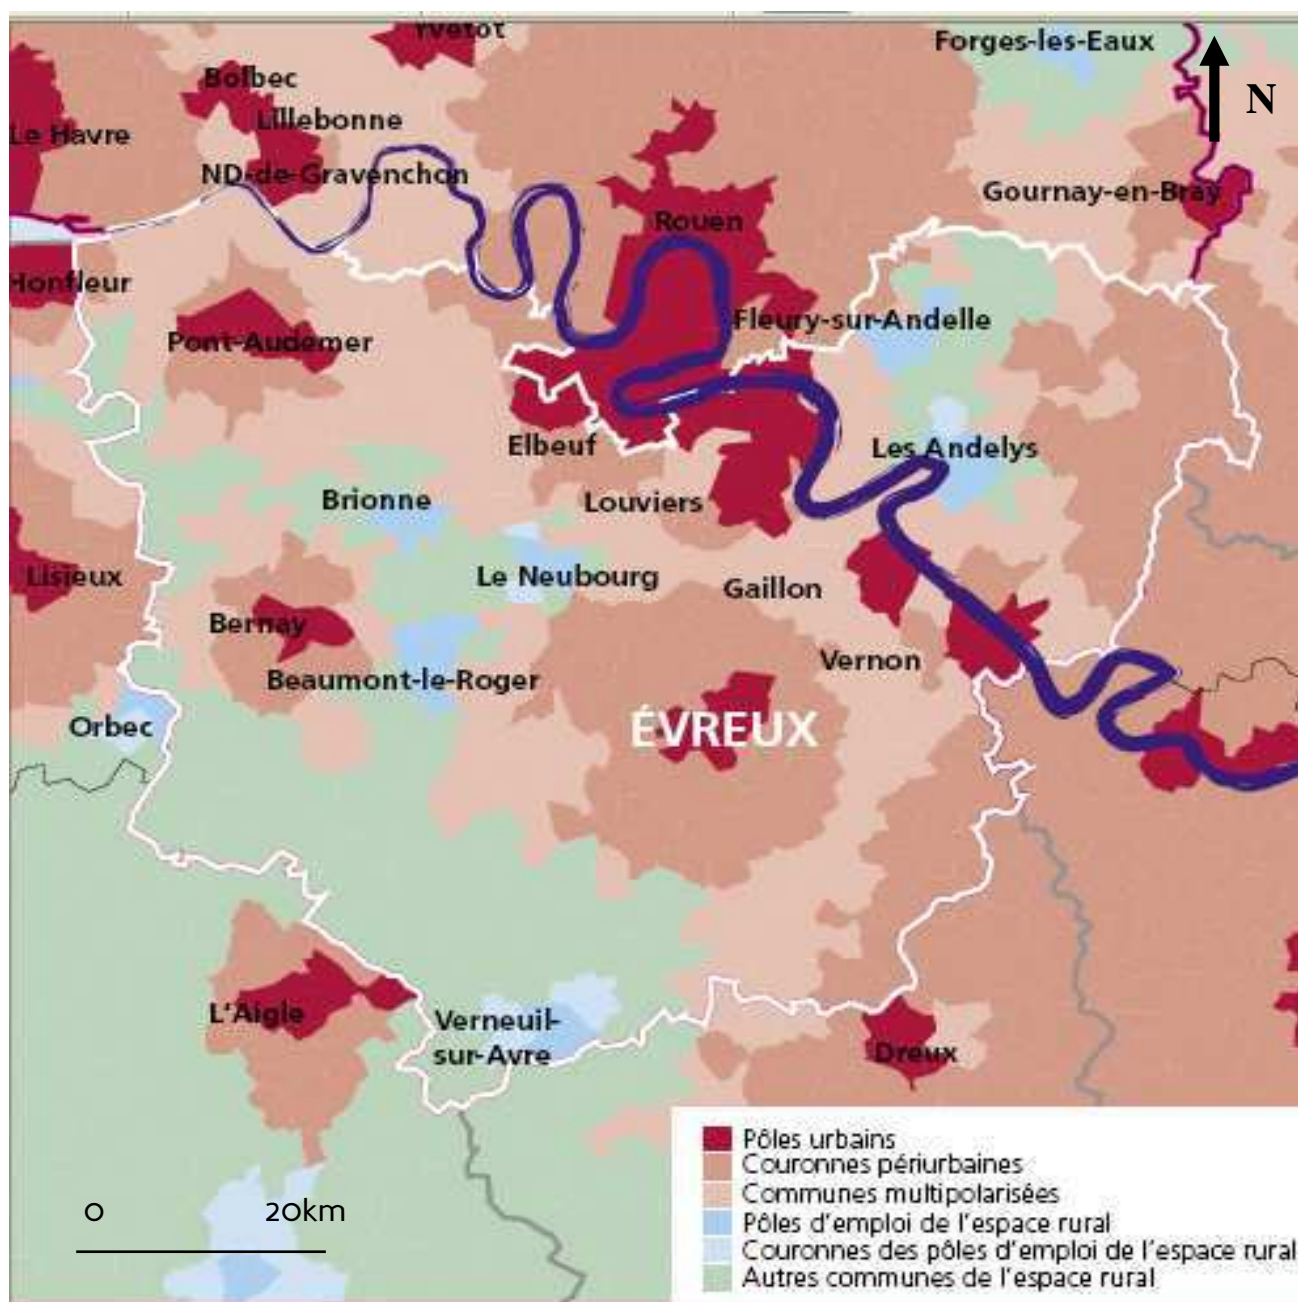 Yvetot
Forges-les-Eaux
Bolbec
N
Lillebonne
Le Havre
ND-de-Gravenchon
Gournay-en-Bray
Rouen
Honfleur
Fleury-sur-Andelle
Pont-Audemer
Elbeuf
Les Andelys
Brionne
Louviers
Lisieux
Le Neubourg
Gaillon
Bernay
Vernon
Beaumont-le-Roger
Orbec
ÉVREUX
L'Aigle
Verneuil-
sur-Avre
Dreux
Pôles urbains
Couronnes périurbaines
Communes multipolarisées
Pôles d'emploi de l'espace rural
Couronnes des pôles d'emploi de l'espace rural
Autres communes de l'espace rural
0 20km